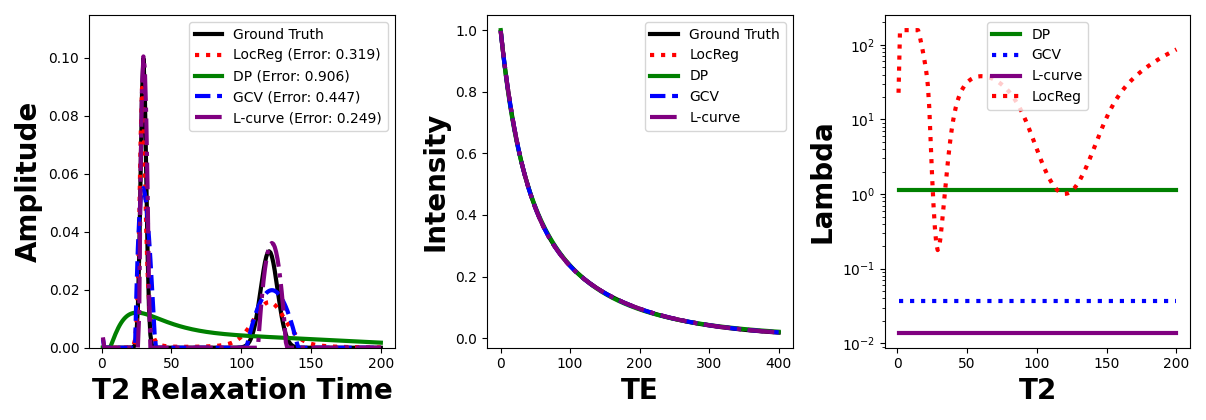 Amplitude
0.00
0.02
0.04
0.06
0.08
0.10
0
50
100
150
200
T2 Relaxation Time
Ground Truth
LocReg (Error: 0.319)
DP (Error: 0.906)
GCV (Error: 0.447)
L-curve (Error: 0.249)
Intensity
0.0
0.2
0.4
0.6
0.8
1.0
0
100
200
300
400
TE
Ground Truth
LocReg
DP
GCV
L-curve
Lambda
10⁻²
10⁻¹
10⁰
10¹
10²
0
50
100
150
200
T2
DP
GCV
L-curve
LocReg